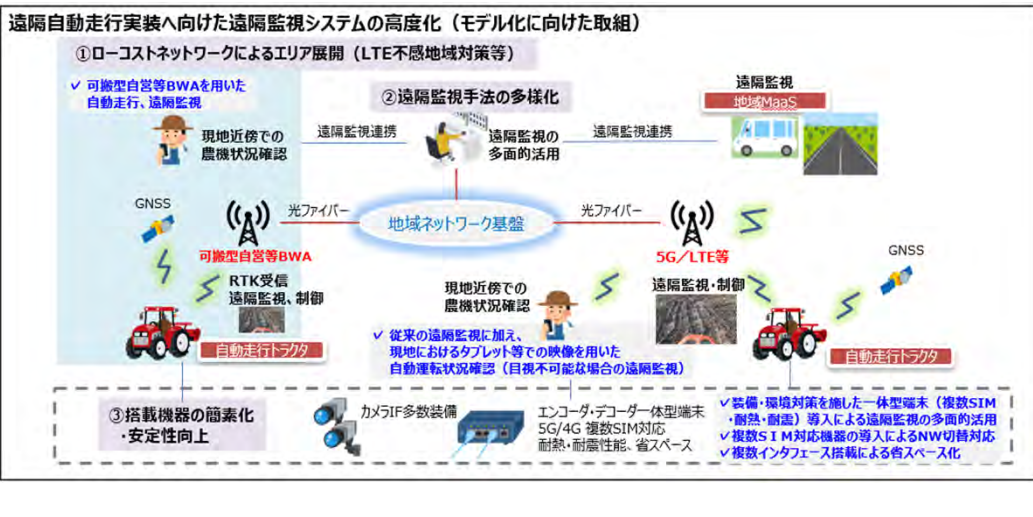 遠隔自動走行実装へ向けた遠隔監視システムの高度化（モデル化に向けた取組）
①ローコストネットワークによるエリア展開（LTE不感地域対策等）
✓ 可搬型自営等BWAを用いた
自動走行、遠隔監視
②遠隔監視手法の多様化
遠隔監視
地域MaaS
現地近傍での
農機状況確認
遠隔監視連携
遠隔監視の
多面的活用
遠隔監視連携
GNSS
光ファイバー
地域ネットワーク基盤
光ファイバー
可搬型自営等BWA
5G／LTE等
GNSS
RTK受信
遠隔監視、制御
現地近傍での
農機状況確認
遠隔監視・制御
自動走行トラクタ
✓ 従来の遠隔監視に加え、
現地におけるタブレット等での映像を用いた
自動運転状況確認（目視不可能な場合の遠隔監視）
自動走行トラクタ
③搭載機器の簡素化
・安定性向上
カメラIF多数装備
エンコーダ・デコーダー体型端末
5G/4G 複数SIM対応
耐熱・耐震性能、省スペース
✓装備・環境対策を施した一体型端末（複数SIM
・耐熱・耐震）導入による遠隔監視の多面的活用
✓複数ＳＩＭ対応機器の導入によるNW切替対応
✓複数インタフェース搭載による省スペース化